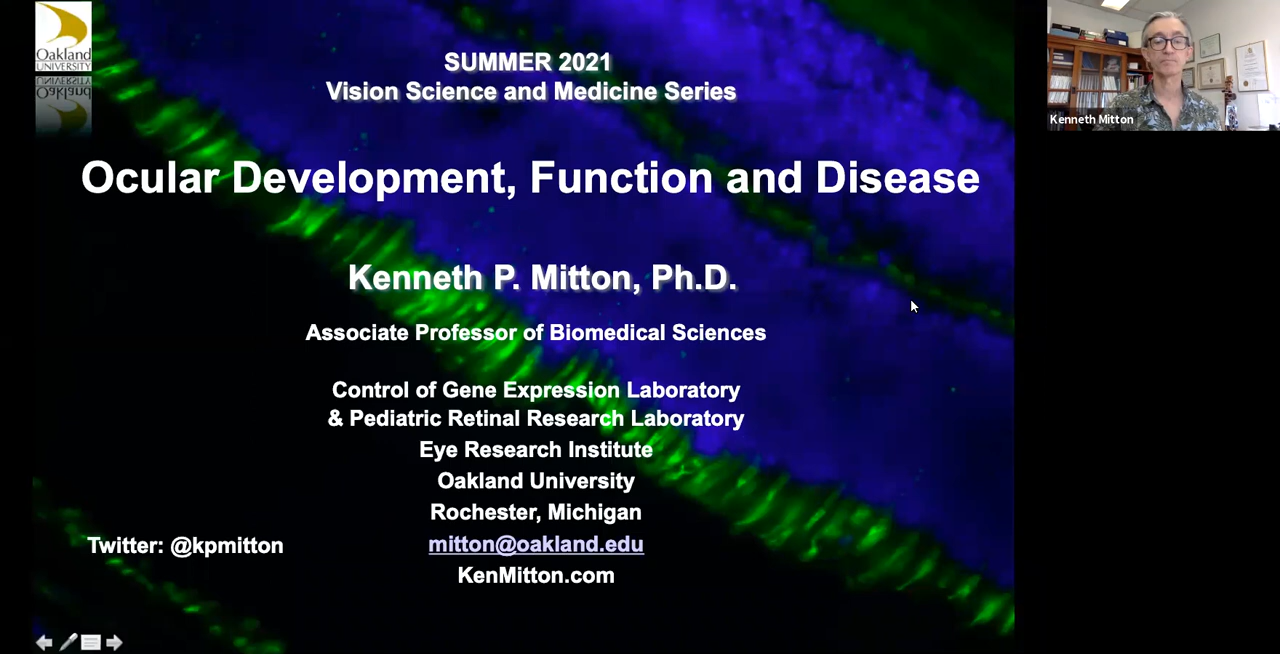 Oakland
UNIVERSITY
SUMMER 2021
Vision Science and Medicine Series
Kenneth Mitton
Ocular Development, Function and Disease
Kenneth P. Mitton, Ph.D.
Associate Professor of Biomedical Sciences
Control of Gene Expression Laboratory
& Pediatric Retinal Research Laboratory
Eye Research Institute
Oakland University
Rochester, Michigan
Twitter: @kpmitton
mitton@oakland.edu
KenMitton.com